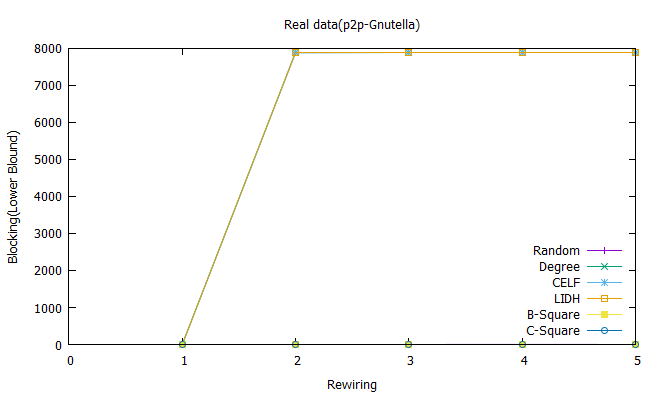 Real data(p2p-Gnutella)
8000
7000
6000
5000
4000
3000
2000
1000
0
Blocking(Lower Blound)
Random
Degree
CELF
LIDH
B-Square
C-Square
0 1 2 3 4 5
Rewiring